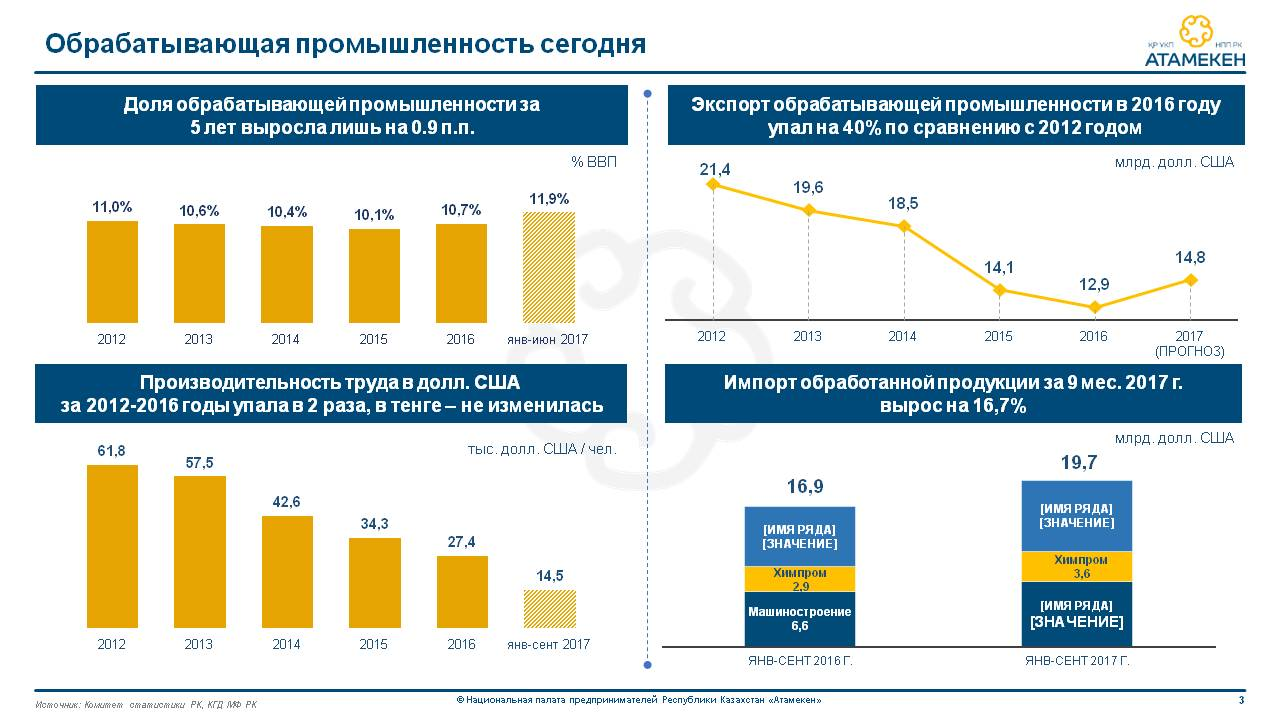 Обрабатывающая промышленность сегодня
ҚР ҰКП НПП РК
АТАМЕКЕН
Доля обрабатывающей промышленности за
5 лет выросла лишь на 0.9 п.п.
% ВВП
11,0% 10,6% 10,4% 10,1% 10,7% 11,9%
2012 2013 2014 2015 2016 янв-июн 2017
Экспорт обрабатывающей промышленности в 2016 году
упал на 40% по сравнению с 2012 годом
млрд. долл. США
21,4 19,6 18,5 14,1 12,9 14,8
2012 2013 2014 2015 2016 2017
(ПРОГНОЗ)
Производительность труда в долл. США
за 2012-2016 годы упала в 2 раза, в тенге – не изменилась
тыс. долл. США / чел.
61,8 57,5 42,6 34,3 27,4 14,5
2012 2013 2014 2015 2016 янв-сент 2017
Импорт обработанной продукции за 9 мес. 2017 г.
вырос на 16,7%
млрд. долл. США
16,9
[ИМЯ РЯДА]
[ЗНАЧЕНИЕ]
Химпром
2,9
Машиностроение
6,6
ЯНВ-СЕНТ 2016 Г.
19,7
[ИМЯ РЯДА]
[ЗНАЧЕНИЕ]
Химпром
3,6
[ИМЯ РЯДА]
[ЗНАЧЕНИЕ]
ЯНВ-СЕНТ 2017 Г.
Источник: Комитет статистики РК, КГД МФ РК
© Национальная палата предпринимателей Республики Казахстан «Атамекен»
3